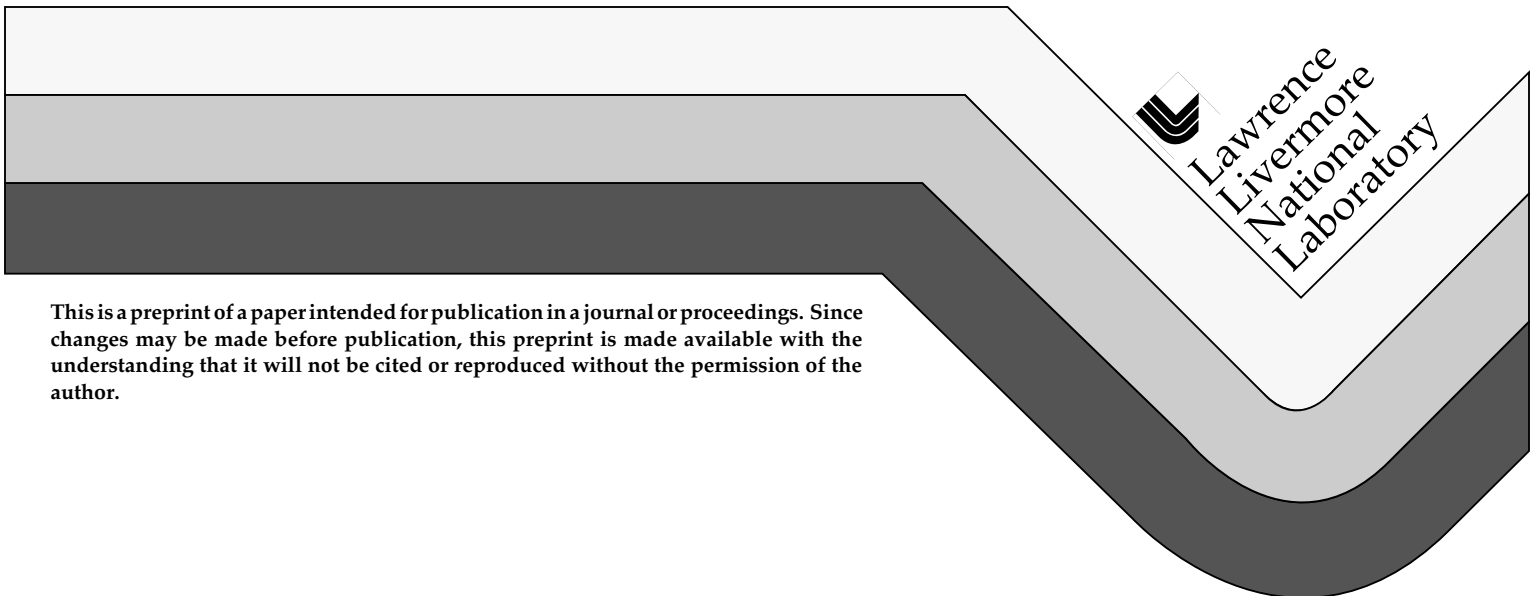 Lawrence
Livermore
National
Laboratory
This is a preprint of a paper intended for publication in a journal or proceedings. Since
changes may be made before publication, this preprint is made available with the
understanding that it will not be cited or reproduced without the permission of the
author.